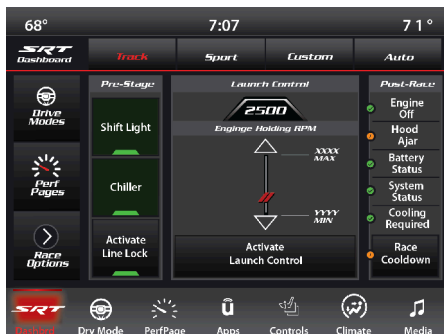 68°
7:07
71°
SRT
Dashboard
Track
Sport
Custom
Auto
Drive
Modes
Perf
Pages
Race
Options
Pre-Stage
Shift Light
Chiller
Activate
Line Lock
Launch Control
2500
Enginge Holding RPM
XXXX
MAX
YYYY
MIN
Activate
Launch Control
Post-Race
Engine
Off
Hood
Ajar
Battery
Status
System
Status
Cooling
Required
Race
Cooldown
SRT
Dashboard
Drv Mode
PerfPage
Apps
Controls
Climate
Media